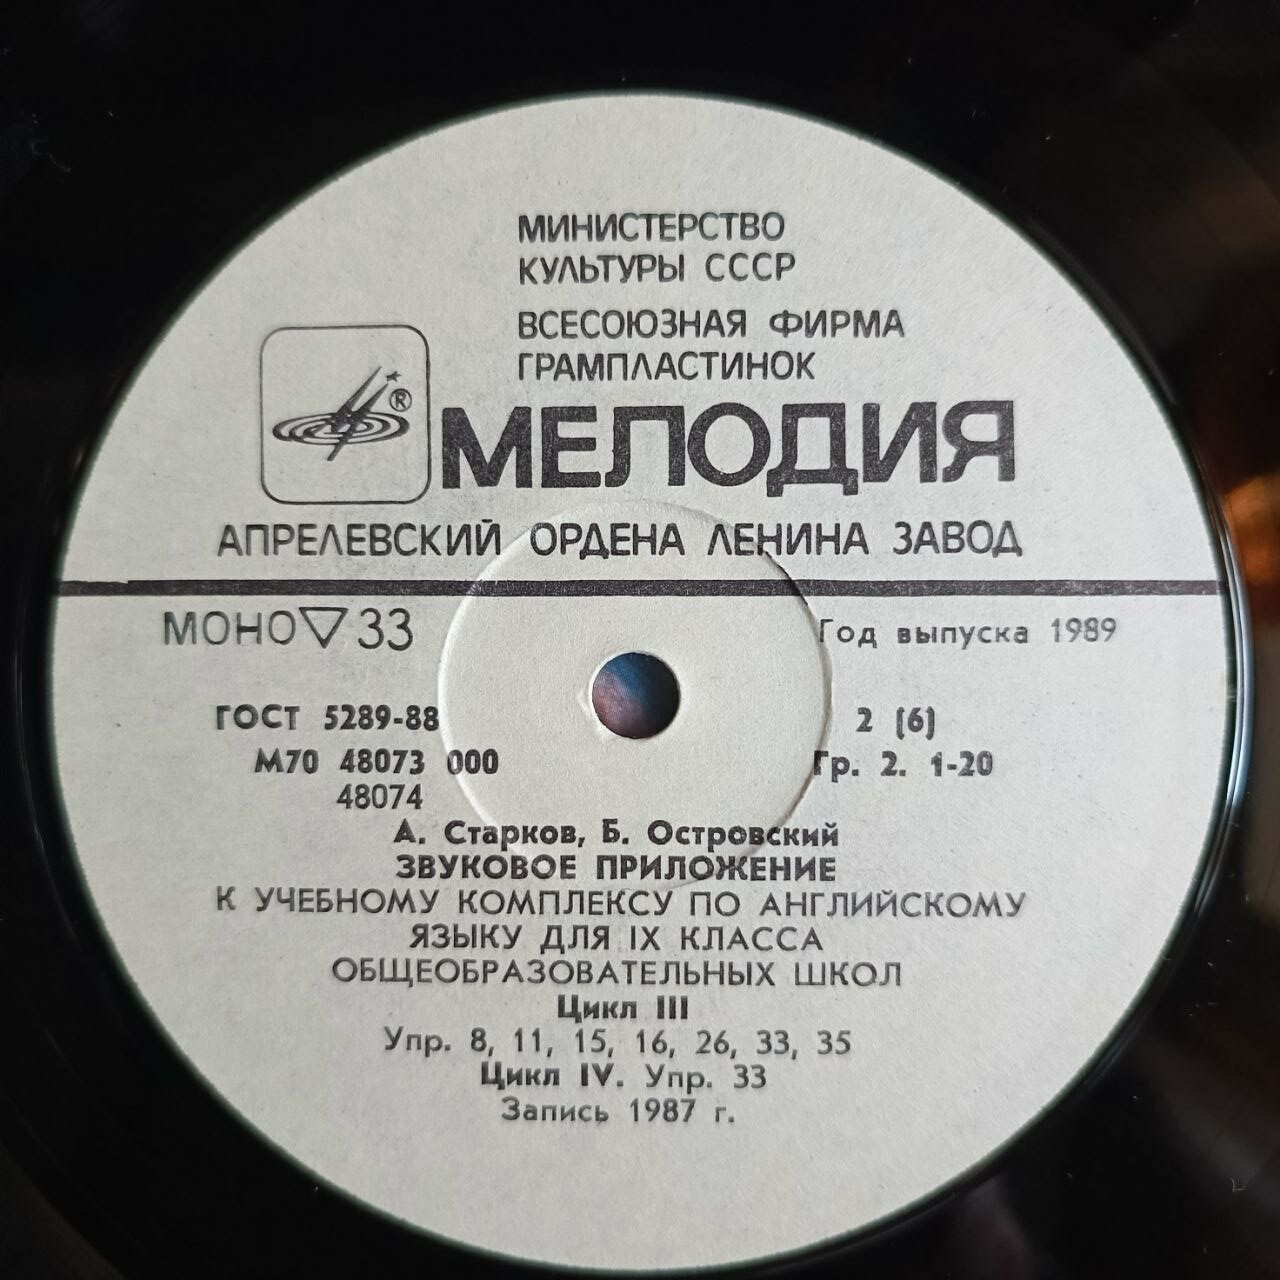 МИНИСТЕРСТВО
КУЛЬТУРЫ СССР
ВСЕСОЮЗНАЯ ФИРМА
ГРАМПЛАСТИНОК
®
МЕЛОДИЯ
АПРЕЛЕВСКИЙ ОРДЕНА ЛЕНИНА ЗАВОД
МОНО ▽ 33
Год выпуска 1989
ГОСТ 5289-88
2 (6)
М70 48073 000
Гр. 2. 1-20
48074
А. Старков, Б. Островский
ЗВУКОВОЕ ПРИЛОЖЕНИЕ
К УЧЕБНОМУ КОМПЛЕКСУ ПО АНГЛИЙСКОМУ
ЯЗЫКУ ДЛЯ IX КЛАССА
ОБЩЕОБРАЗОВАТЕЛЬНЫХ ШКОЛ
Цикл III
Упр. 8, 11, 15, 16, 26, 33, 35
Цикл IV. Упр. 33
Запись 1987 г.